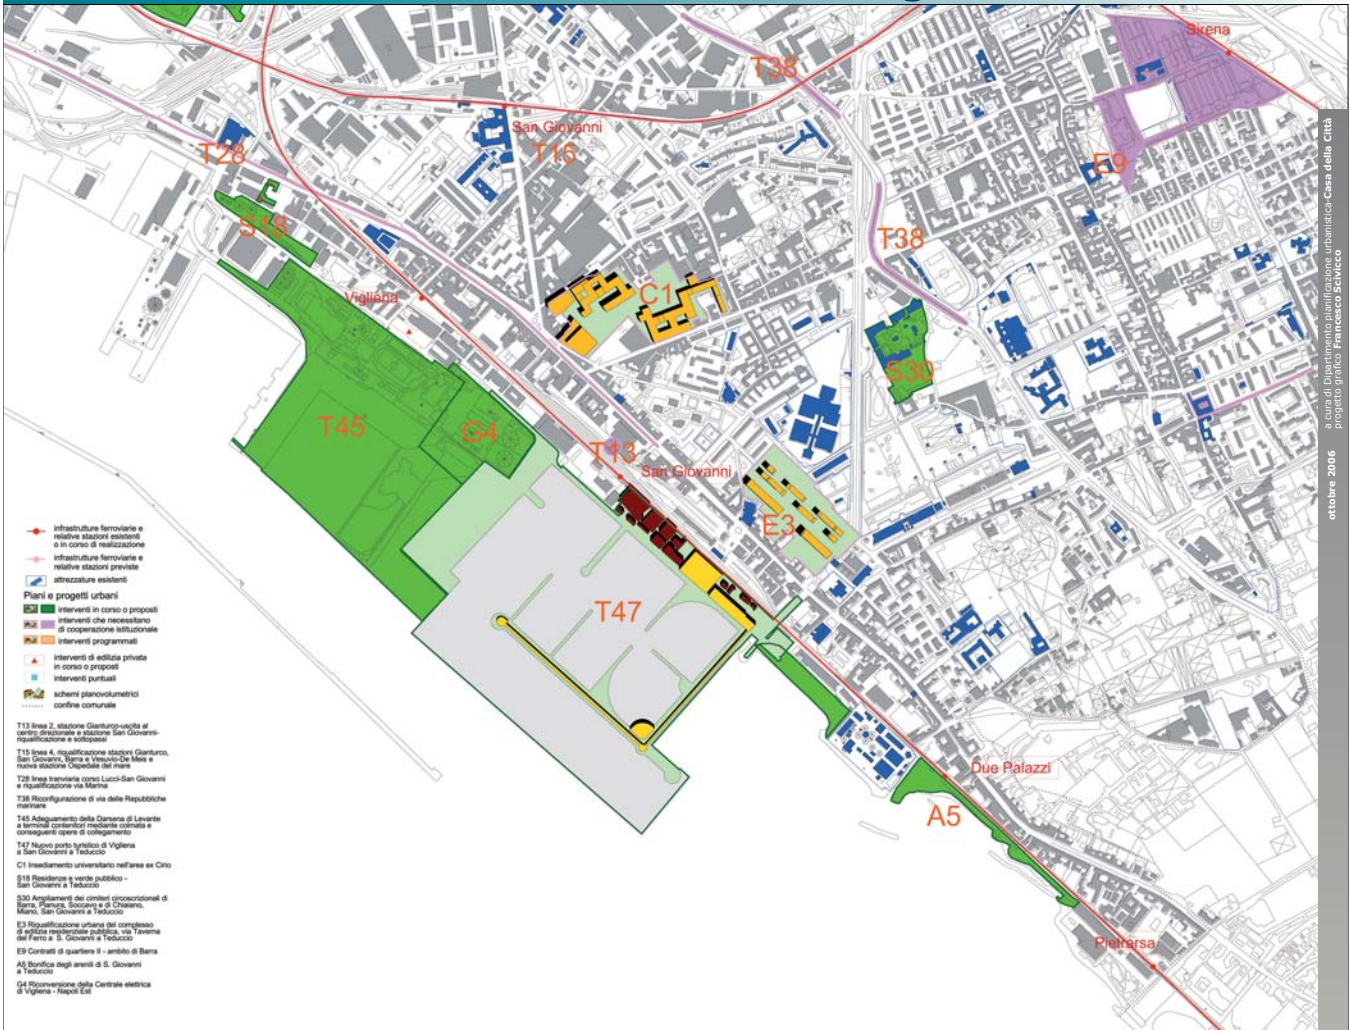 Sirena
T38
San Giovanni
T15
T28
E9
S18
T38
Vigliena
C1
S30
T45
G4
T13
San Giovanni
E3
T47
Due Palazzi
A5
Pietrarsa
infrastrutture ferroviarie e
relative stazioni esistenti
o in corso di realizzazione
infrastrutture ferroviarie e
relative stazioni previste
attrezzature esistenti
Piani e progetti urbani
interventi in corso o proposti
interventi che necessitano
di cooperazione istituzionale
interventi programmati
interventi di edilizia privata
in corso o proposti
interventi puntuali
schemi planovolumetrici
confine comunale
T13 linea 2, stazione Gianturco-uscita al
centro direzionale e stazione San Giovanni-
riqualificazione e sottopassi
T15 linea 4, riqualificazione stazioni Gianturco,
San Giovanni, Barra e Vesuvio-De Meis e
nuova stazione Ospedale del mare
T28 linea tranviaria corso Lucci-San Giovanni
e riqualificazione via Marina
T38 Riconfigurazione di via delle Repubbliche
marinare
T45 Adeguamento della Darsena di Levante
a terminal contenitori mediante colmata e
conseguenti opere di collegamento
T47 Nuovo porto turistico di Vigliena
a San Giovanni a Teduccio
C1 Insediamento universitario nell'area ex Cirio
S18 Residenze e verde pubblico -
San Giovanni a Teduccio
S30 Ampliamenti dei cimiteri circoscrizionali di
Barra, Pianura, Soccavo e di Chiaiano,
Miano, San Giovanni a Teduccio
E3 Riqualificazione urbana del complesso
di edilizia residenziale pubblica, via Taverna
del Ferro a S. Giovanni a Teduccio
E9 Contratti di quartiere II - ambito di Barra
A5 Bonifica degli arenili di S. Giovanni
a Teduccio
G4 Riconversione della Centrale elettrica
di Vigliena - Napoli Est
ottobre 2006 a cura di Dipartimento pianificazione urbanistica-Casa della Città
progetto grafico Francesco Scivicco